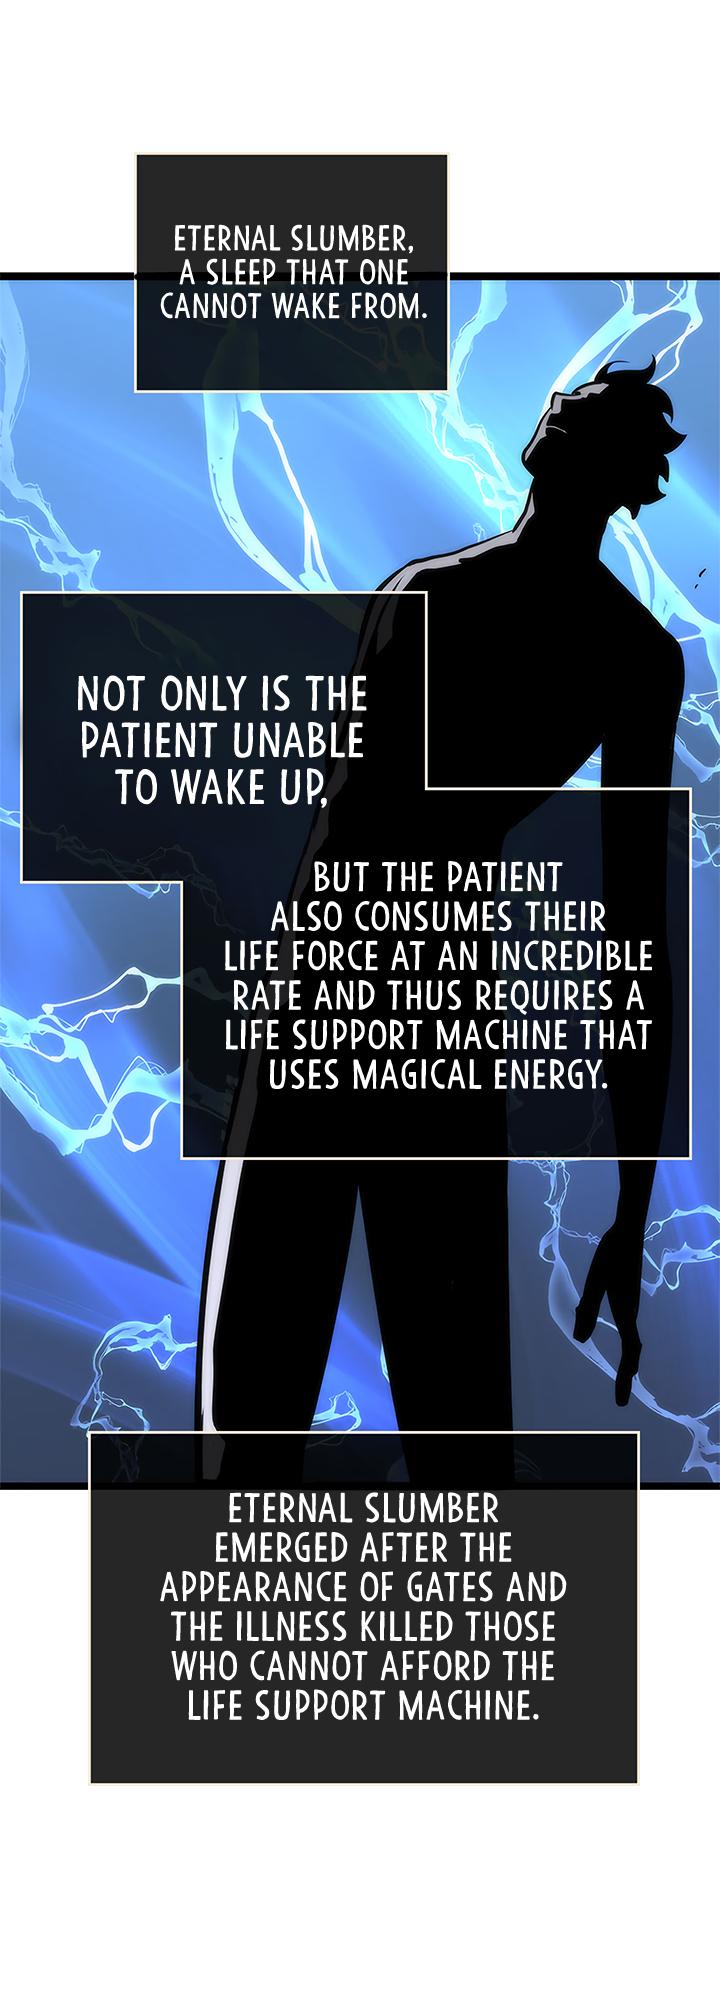 ETERNAL SLUMBER,
A SLEEP THAT ONE
CANNOT WAKE FROM.
NOT ONLY IS THE
PATIENT UNABLE
TO WAKE UP,
BUT THE PATIENT
ALSO CONSUMES THEIR
LIFE FORCE AT AN INCREDIBLE
RATE AND THUS REQUIRES A
LIFE SUPPORT MACHINE THAT
USES MAGICAL ENERGY.
ETERNAL SLUMBER
EMERGED AFTER THE
APPEARANCE OF GATES AND
THE ILLNESS KILLED THOSE
WHO CANNOT AFFORD THE
LIFE SUPPORT MACHINE.